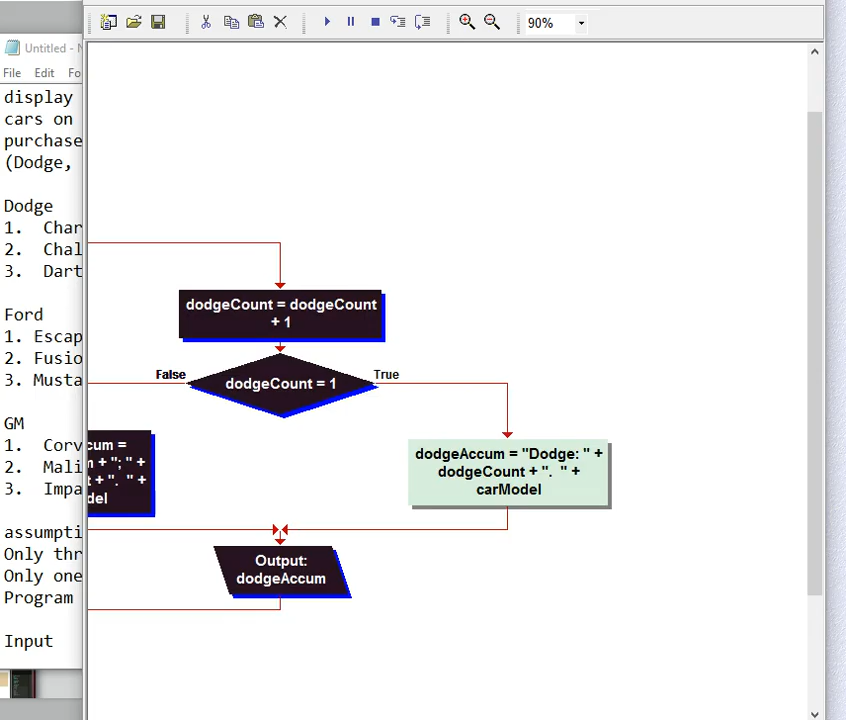 90%
Untitled - N
File Edit Fo
display
cars on
purchase
(Dodge,
Dodge
1. Char
2. Chal
3. Dart
Ford
1. Escap
2. Fusio
3. Musta
GM
1. Corv
2. Mali
3. Impa
assumpti
Only thr
Only one
Program
Input
dodgeCount = dodgeCount
+ 1
False
dodgeCount = 1
True
cum =
m + "; " +
t + ". " +
del
dodgeAccum = "Dodge: " +
dodgeCount + ". " +
carModel
Output:
dodgeAccum